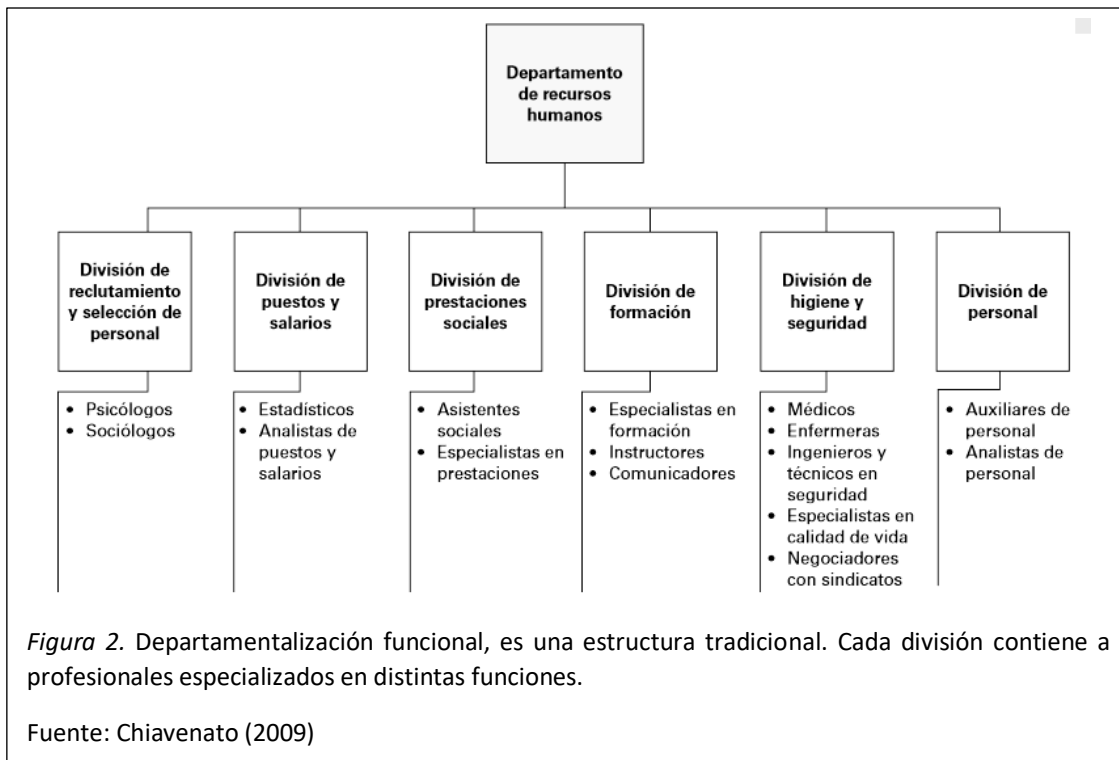 Departamento
de recursos
humanos
División de
reclutamiento
y selección de
personal
División de
puestos y
salarios
División de
prestaciones
sociales
División de
formación
División de
higiene y
seguridad
División de
personal
• Psicólogos
• Sociólogos
• Estadísticos
• Analistas de
puestos y
salarios
• Asistentes
sociales
• Especialistas en
prestaciones
• Especialistas en
formación
• Instructores
• Comunicadores
• Médicos
• Enfermeras
• Ingenieros y
técnicos en
seguridad
• Especialistas en
calidad de vida
• Negociadores
con sindicatos
• Auxiliares de
personal
• Analistas de
personal
Figura 2. Departamentalización funcional, es una estructura tradicional. Cada división contiene a
profesionales especializados en distintas funciones.
Fuente: Chiavenato (2009)